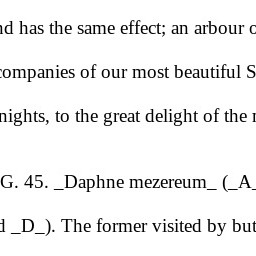 nd has the same effect; an arbour o
companies of our most beautiful S
nights, to the great delight of the
G. 45. _Daphne mezereum_ (_A_
d _D_). The former visited by but